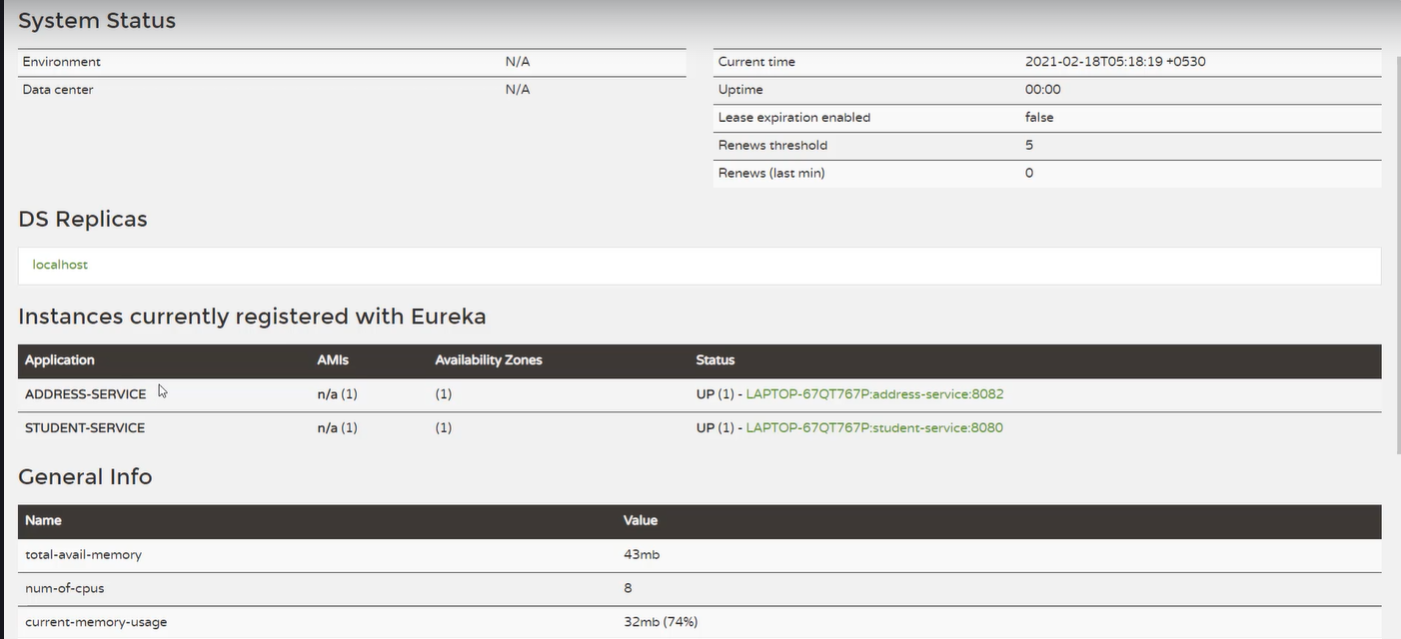 System Status
Environment N/A
Data center N/A
Current time 2021-02-18T05:18:19 +0530
Uptime 00:00
Lease expiration enabled false
Renews threshold 5
Renews (last min) 0
DS Replicas
localhost
Instances currently registered with Eureka
Application AMIs Availability Zones Status
ADDRESS-SERVICE n/a (1) (1) UP (1) - LAPTOP-67QT767P:address-service:8082
STUDENT-SERVICE n/a (1) (1) UP (1) - LAPTOP-67QT767P:student-service:8080
General Info
Name Value
total-avail-memory 43mb
num-of-cpus 8
current-memory-usage 32mb (74%)